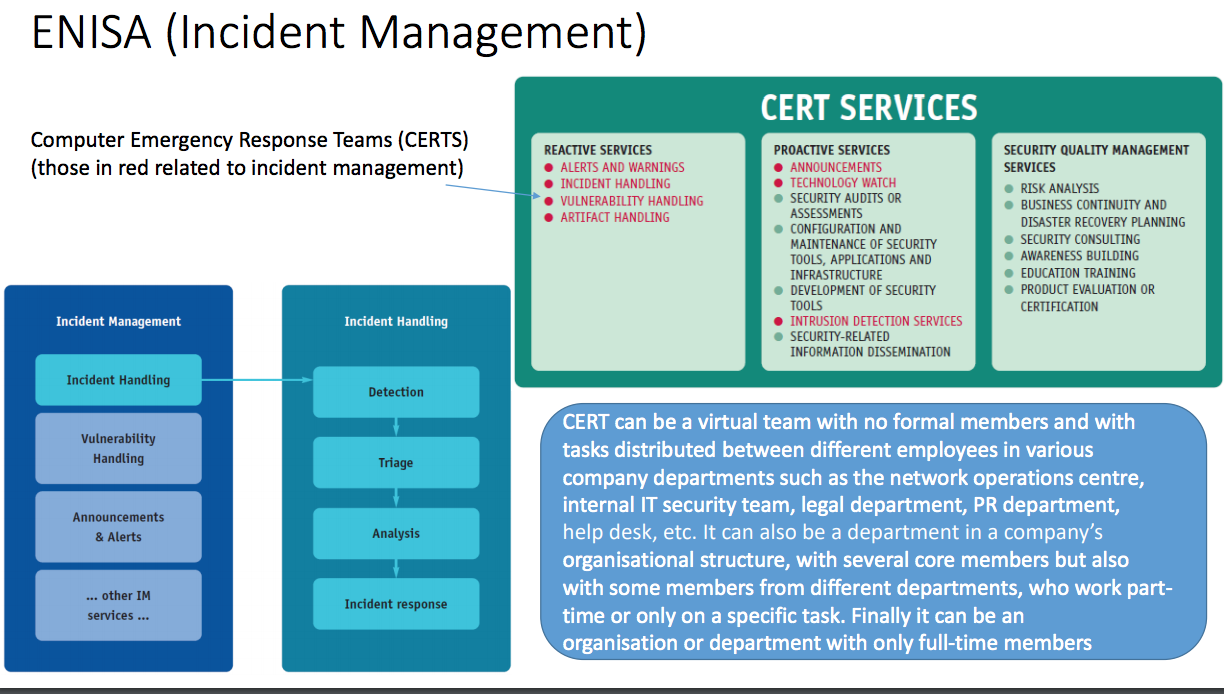 ENISA (Incident Management)
Computer Emergency Response Teams (CERTS)
(those in red related to incident management)
CERT SERVICES
REACTIVE SERVICES
ALERTS AND WARNINGS
INCIDENT HANDLING
VULNERABILITY HANDLING
ARTIFACT HANDLING
PROACTIVE SERVICES
ANNOUNCEMENTS
TECHNOLOGY WATCH
SECURITY AUDITS OR
ASSESSMENTS
CONFIGURATION AND
MAINTENANCE OF SECURITY
TOOLS, APPLICATIONS AND
INFRASTRUCTURE
DEVELOPMENT OF SECURITY
TOOLS
INTRUSION DETECTION SERVICES
SECURITY-RELATED
INFORMATION DISSEMINATION
SECURITY QUALITY MANAGEMENT
SERVICES
RISK ANALYSIS
BUSINESS CONTINUITY AND
DISASTER RECOVERY PLANNING
SECURITY CONSULTING
AWARENESS BUILDING
EDUCATION TRAINING
PRODUCT EVALUATION OR
CERTIFICATION
Incident Management
Incident Handling
Vulnerability
Handling
Announcements
& Alerts
... other IM
services ...
Incident Handling
Detection
Triage
Analysis
Incident response
CERT can be a virtual team with no formal members and with
tasks distributed between different employees in various
company departments such as the network operations centre,
internal IT security team, legal department, PR department,
help desk, etc. It can also be a department in a company's
organisational structure, with several core members but also
with some members from different departments, who work part-
time or only on a specific task. Finally it can be an
organisation or department with only full-time members